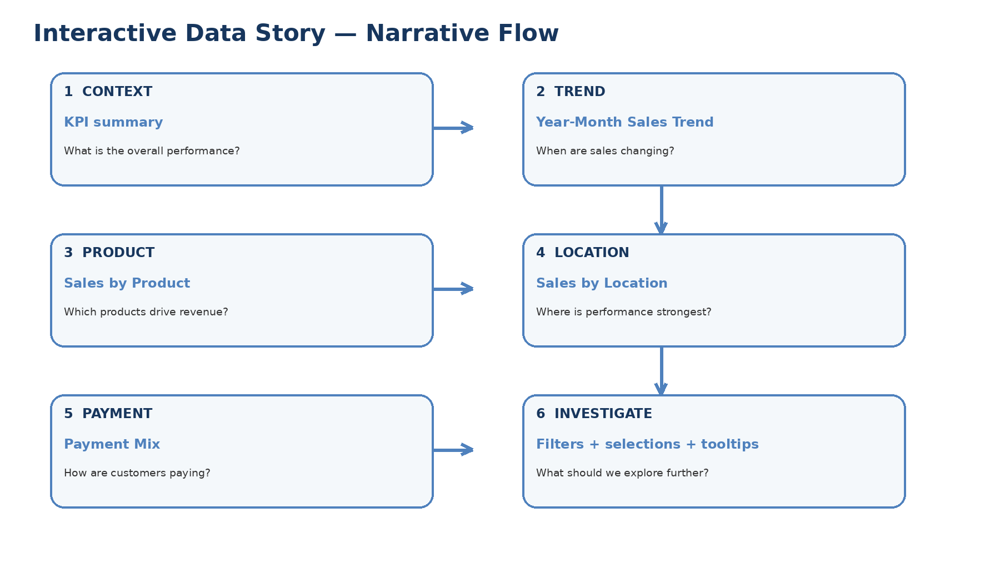 Interactive Data Story — Narrative Flow
1 CONTEXT
KPI summary
What is the overall performance?
2 TREND
Year-Month Sales Trend
When are sales changing?
3 PRODUCT
Sales by Product
Which products drive revenue?
4 LOCATION
Sales by Location
Where is performance strongest?
5 PAYMENT
Payment Mix
How are customers paying?
6 INVESTIGATE
Filters + selections + tooltips
What should we explore further?